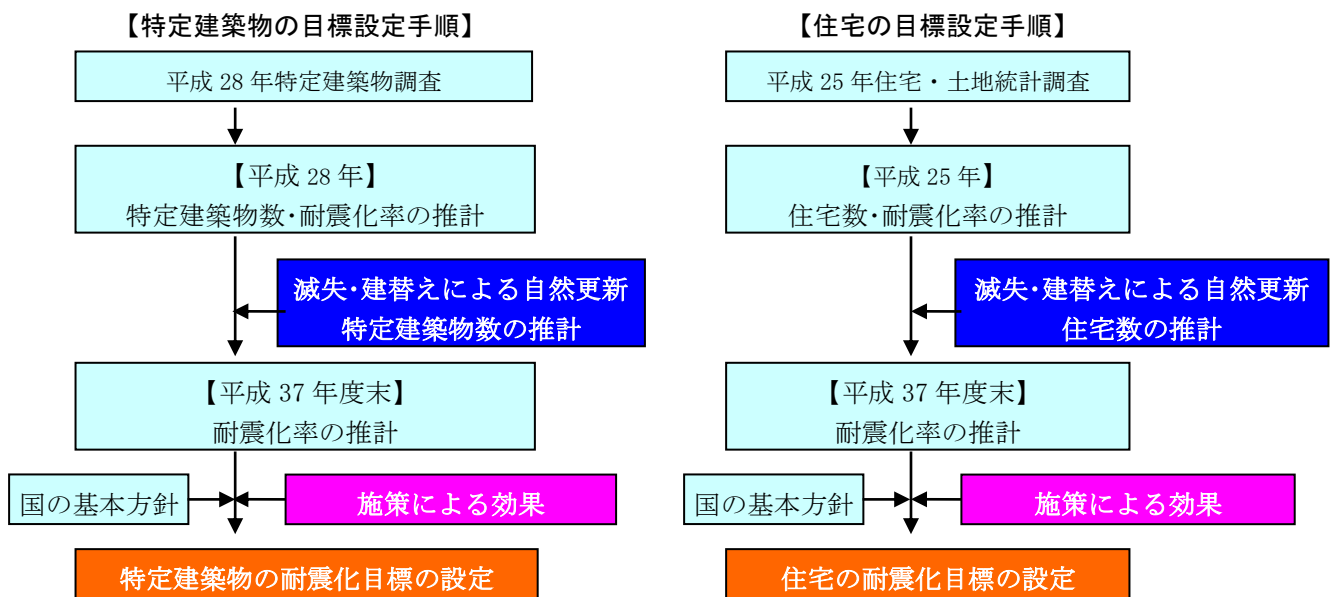 【特定建築物の目標設定手順】
平成 28 年特定建築物調査
【平成 28 年】
特定建築物数・耐震化率の推計
滅失・建替えによる自然更新
特定建築物数の推計
【平成 37 年度末】
耐震化率の推計
国の基本方針
施策による効果
特定建築物の耐震化目標の設定
【住宅の目標設定手順】
平成 25 年住宅・土地統計調査
【平成 25 年】
住宅数・耐震化率の推計
滅失・建替えによる自然更新
住宅数の推計
【平成 37 年度末】
耐震化率の推計
国の基本方針
施策による効果
住宅の耐震化目標の設定